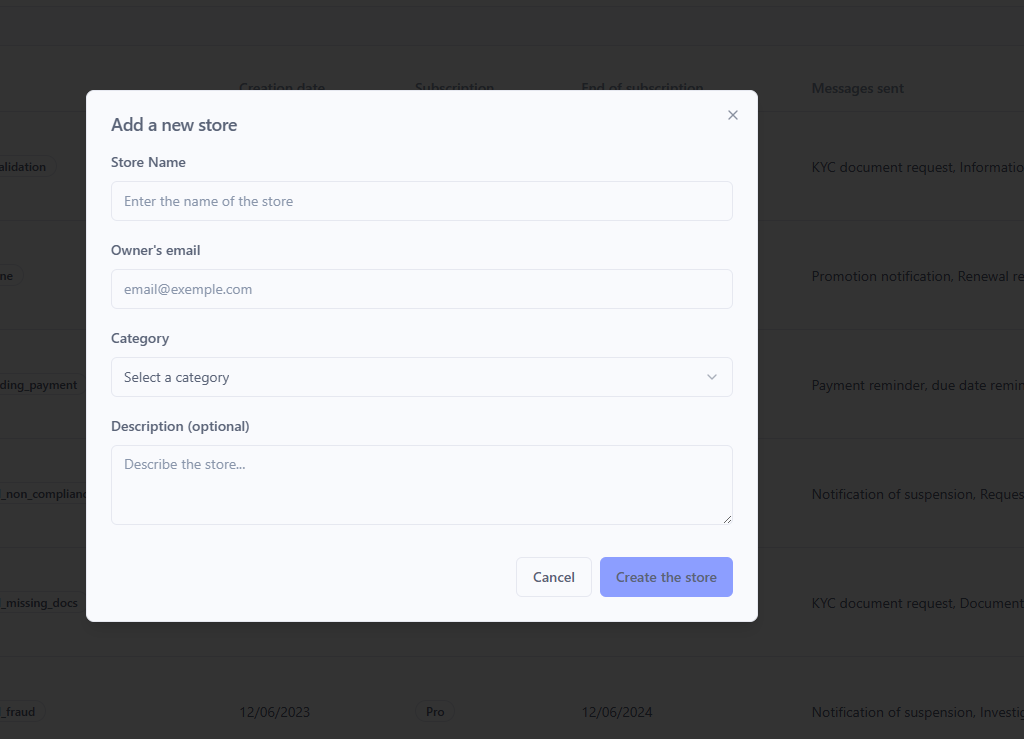 Creation date Subscription End of subscription Messages sent
Add a new store
Store Name
alidation KYC document request, Informatio
Enter the name of the store
Owner's email
ne Promotion notification, Renewal re
email@exemple.com
Category
Select a category
ding_payment Payment reminder, due date remin
Description (optional)
Describe the store...
_non_complianc Notification of suspension, Reques
Cancel Create the store
_missing_docs KYC document request, Document
_fraud 12/06/2023 Pro 12/06/2024 Notification of suspension, Investig